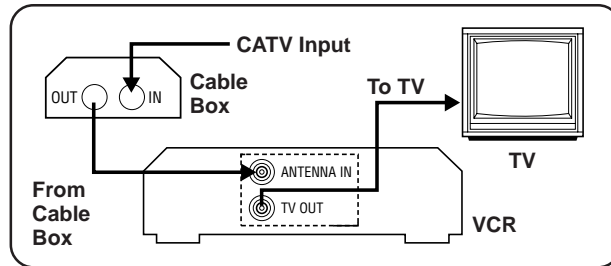 CATV Input
Cable
Box
OUT
IN
To TV
TV
ANTENNA IN
TV OUT
From
Cable
Box
VCR